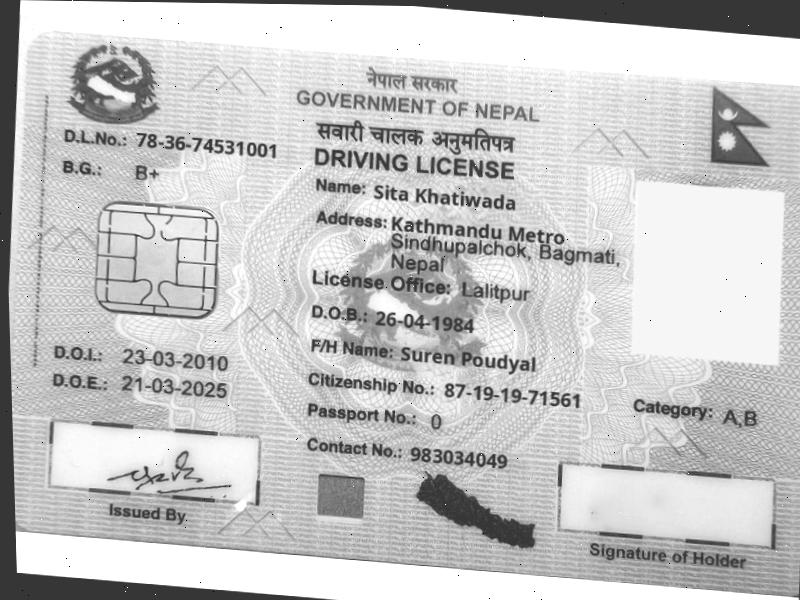 नेपाल सरकार
GOVERNMENT OF NEPAL
सवारी चालक अनुमतिपत्र
DRIVING LICENSE
D.L.No.: 78-36-74531001
B.G.: B+
Name: Sita Khatiwada
Address: Kathmandu Metro
Sindhupalchok, Bagmati,
Nepal
License Office: Lalitpur
D.O.B.: 26-04-1984
F/H Name: Suren Poudyal
D.O.I.: 23-03-2010
D.O.E.: 21-03-2025
Citizenship No.: 87-19-19-71561
Category: A,B
Passport No.: 0
Contact No.: 983034049
Issued By
Signature of Holder